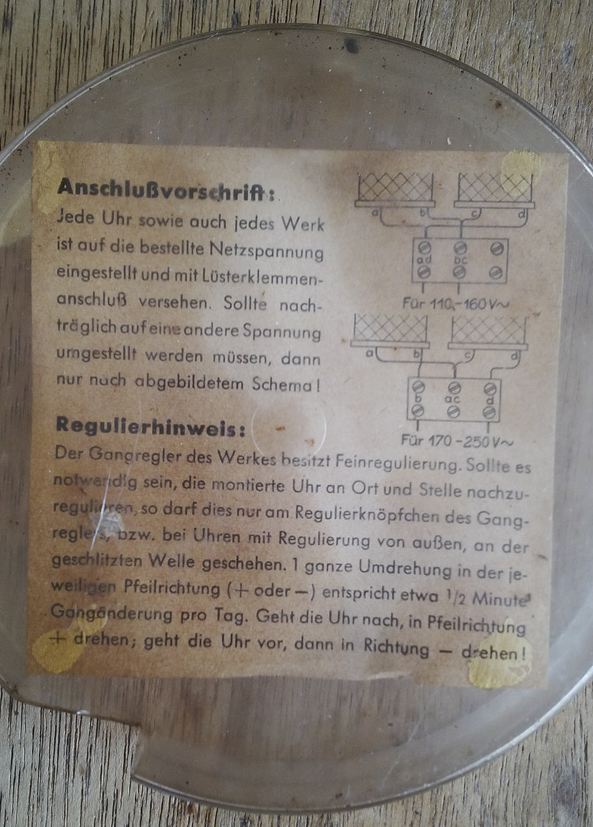 Anschlußvorschrift:
Jede Uhr sowie auch jedes Werk
ist auf die bestellte Netzspannung
eingestellt und mit Lüsterklemmen-
anschluß versehen. Sollte nach-
träglich auf eine andere Spannung
umgestellt werden müssen, dann
nur nach abgebildetem Schema!
a b c d
ad bc
Für 110,-160V~
a b c d
b ac d
Für 170-250V~
Regulierhinweis:
Der Gangregler des Werkes besitzt Feinregulierung. Sollte es
notwendig sein, die montierte Uhr an Ort und Stelle nachzu-
regulieren, so darf dies nur am Regulierknöpfchen des Gang-
reglers, bzw. bei Uhren mit Regulierung von außen, an der
geschlitzten Welle geschehen. 1 ganze Umdrehung in der je-
weiligen Pfeilrichtung (+ oder —) entspricht etwa 1/2 Minute
Gangänderung pro Tag. Geht die Uhr nach, in Pfeilrichtung
+ drehen; geht die Uhr vor, dann in Richtung — drehen!